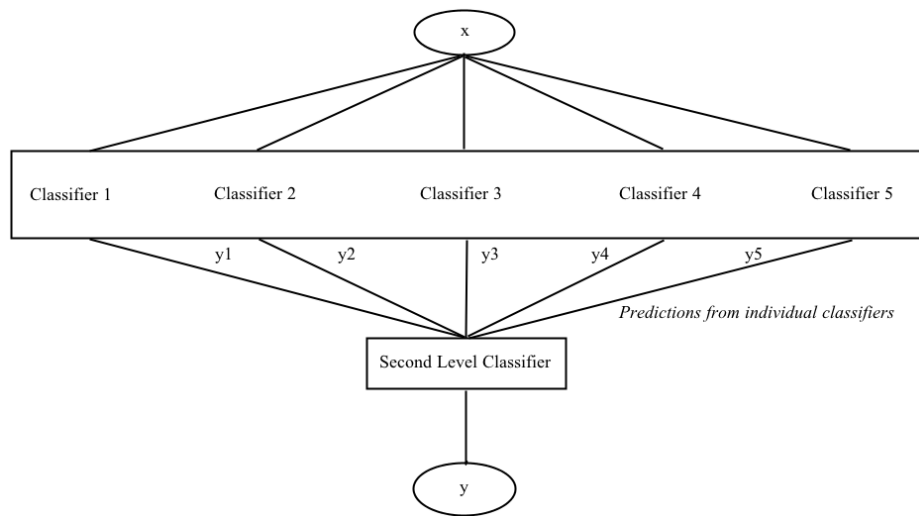 x
Classifier 1 Classifier 2 Classifier 3 Classifier 4 Classifier 5
y1 y2 y3 y4 y5
Predictions from individual classifiers
Second Level Classifier
y